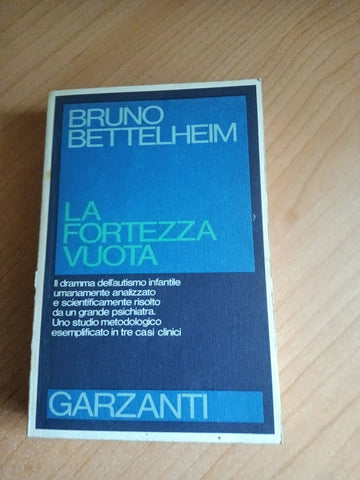 BRUNO
BETTELHEIM
LA
FORTEZZA
VUOTA
Il dramma dell'autismo infantile
umanamente analizzato
e scientificamente risolto
da un grande psichiatra.
Uno studio metodologico
esemplificato in tre casi clinici
GARZANTI